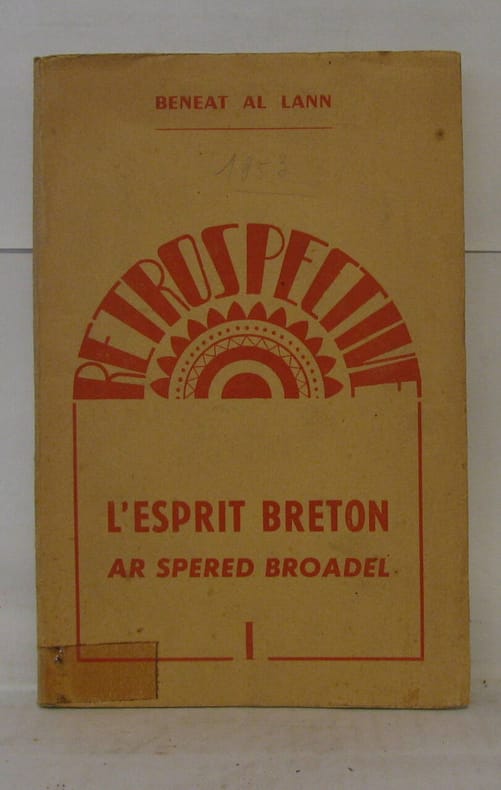 BENEAT AL LANN
1953
RETROSPECTIVE
L'ESPRIT BRETON
AR SPERED BROADEL
I